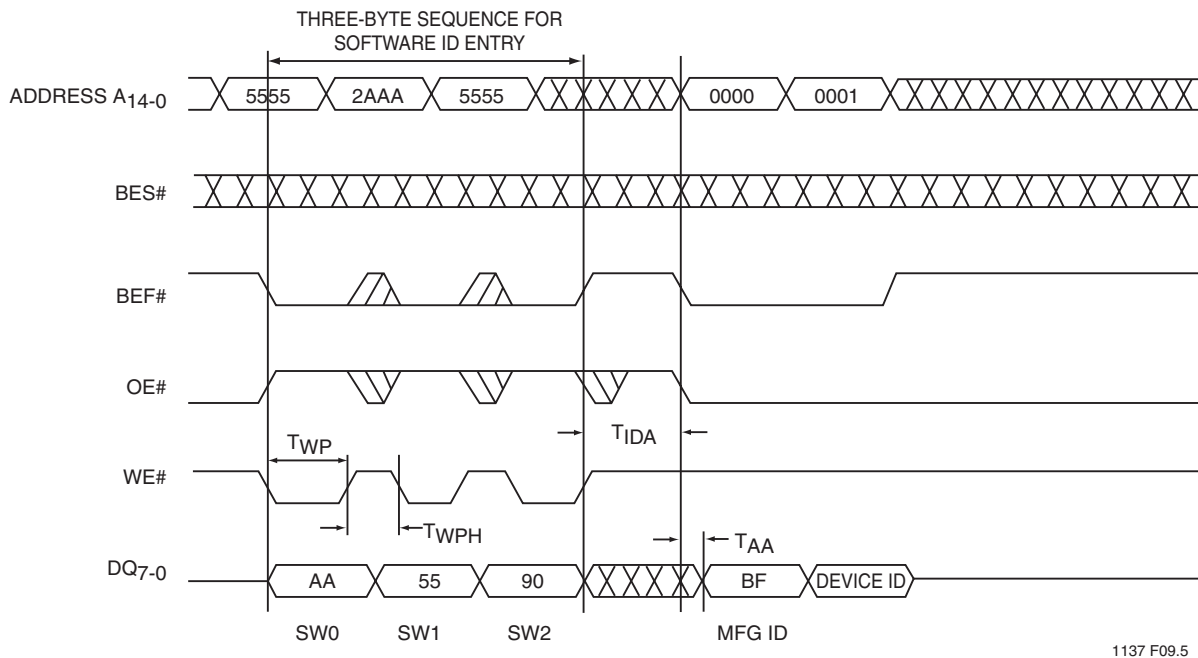 THREE-BYTE SEQUENCE FOR
SOFTWARE ID ENTRY
ADDRESS A14-0
5555 2AAA 5555 0000 0001
BES#
BEF#
OE#
TIDA
TWP
WE#
TWPH
TAA
DQ7-0
AA 55 90 BF DEVICE ID
SW0 SW1 SW2 MFG ID
1137 F09.5